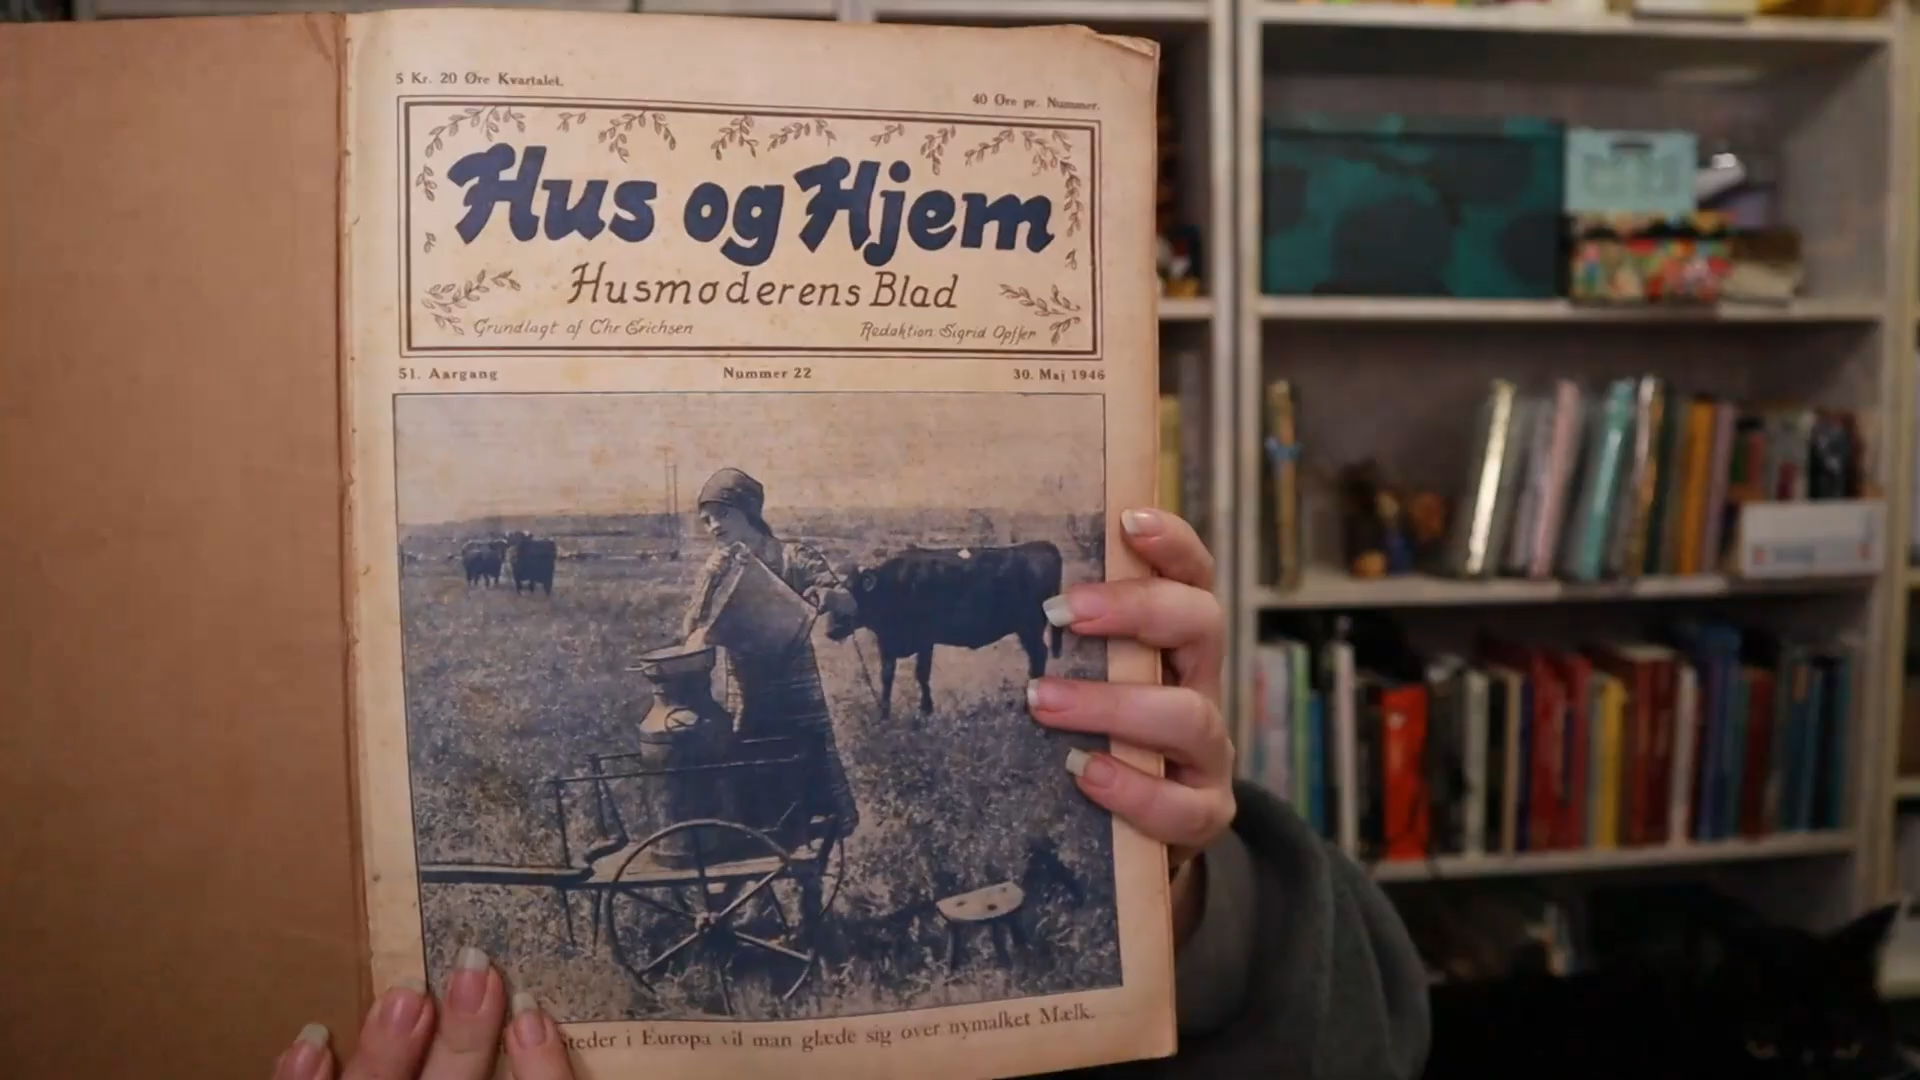 5 Kr. 20 Øre Kvartalet.
40 Øre pr. Nummer.
Hus og Hjem
Husmøderens Blad
Grundlagt af Chr Erichsen
Redaktion: Sigrid Opffer
51. Aargang Nummer 22 30. Maj 1946
Steder i Europa vil man glæde sig over nymalket Mælk.